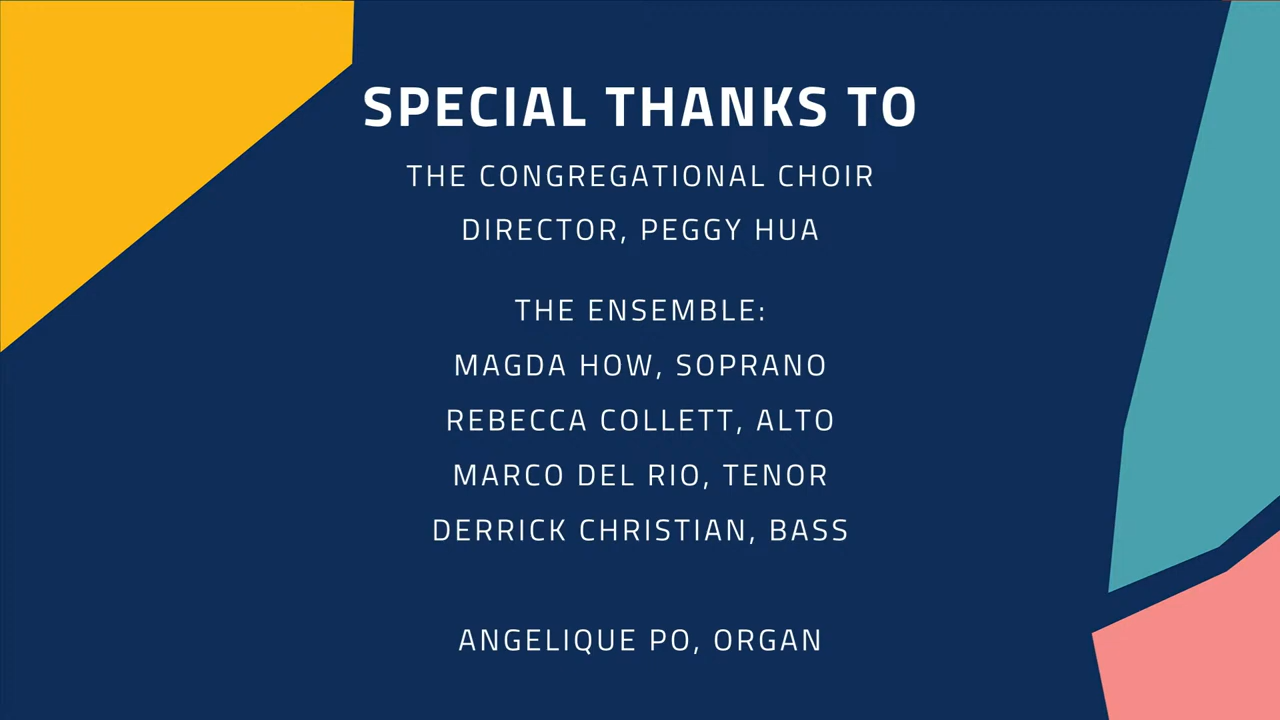 SPECIAL THANKS TO
THE CONGREGATIONAL CHOIR
DIRECTOR, PEGGY HUA
THE ENSEMBLE:
MAGDA HOW, SOPRANO
REBECCA COLLETT, ALTO
MARCO DEL RIO, TENOR
DERRICK CHRISTIAN, BASS
ANGELIQUE PO, ORGAN